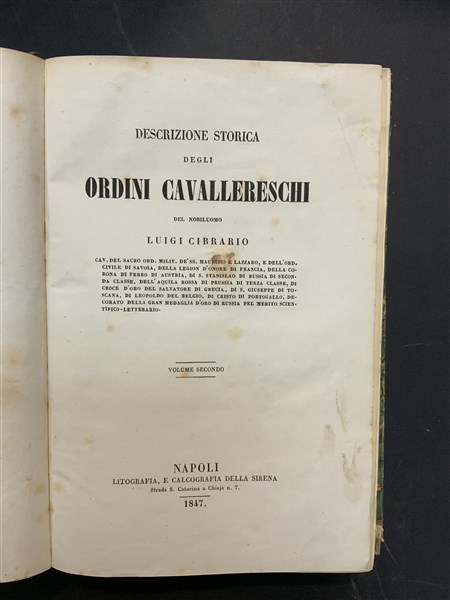 DESCRIZIONE STORICA
DEGLI
ORDINI CAVALLERESCHI
DEL NOBILUOMO
LUIGI CIBRARIO
CAV. DEL SACRO ORD. MILIT. DE' SS. MAURIZIO E LAZZARO, E DELL'ORD.
CIVILE DI SAVOIA, DELLA LEGION D'ONORE DI FRANCIA, DELLA CO-
RONA DI FERRO DI AUSTRIA, DI S. STANISLAO DI RUSSIA DI SECON-
DA CLASSE, DELL'AQUILA ROSSA DI PRUSSIA DI TERZA CLASSE, DI
CROCE D'ORO DEL SALVATORE DI GRECIA, DI S. GIUSEPPE DI TO-
SCANA, DI LEOPOLDO DEL BELGIO, DI CRISTO DI PORTOGALLO, DE-
CORATO DELLA GRAN MEDAGLIA D'ORO DI RUSSIA PEL MERITO SCIEN-
TIFICO-LETTERARIO.
VOLUME SECONDO
NAPOLI
LITOGRAFIA, E CALCOGRAFIA DELLA SIRENA
Strada S. Caterina a Chiaja n. 7.
1847.